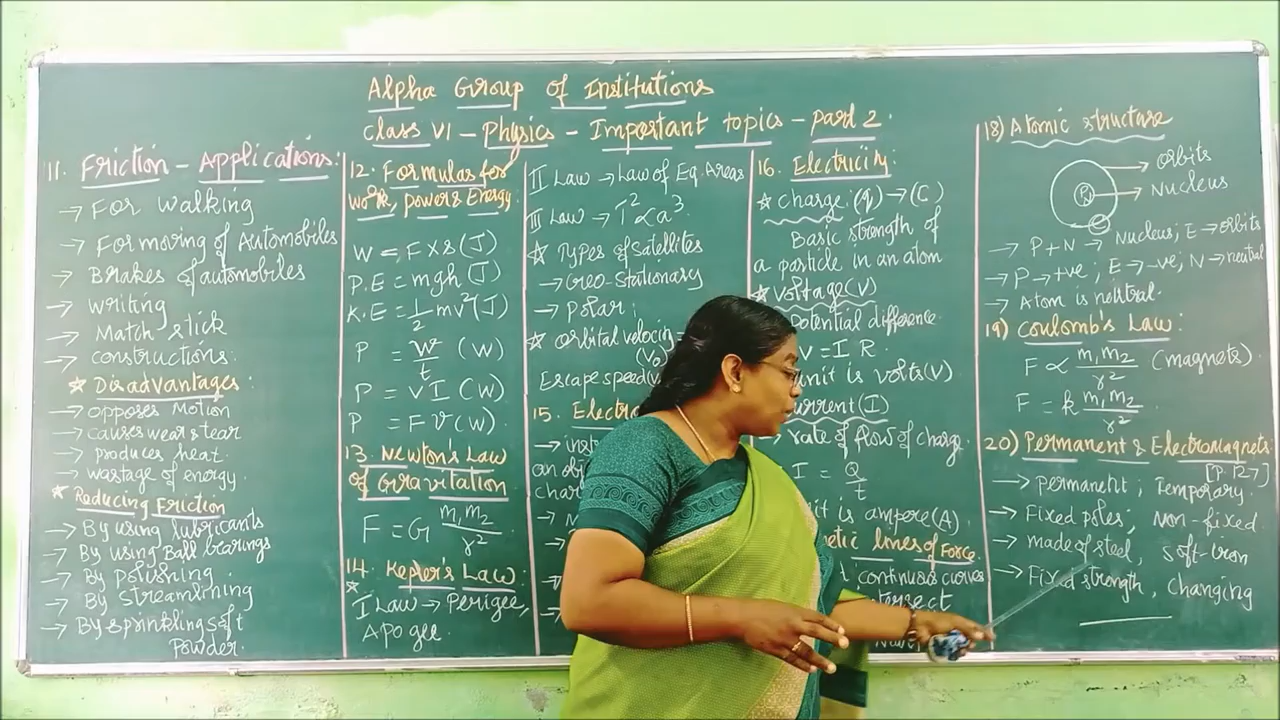 Alpha Group of Institutions
Class VI - Physics - Important topics - Part 2.
11. Friction - Applications:
→ For walking
→ For moving of Automobiles
→ Brakes of automobiles
→ Writing
→ Match stick
→ constructions.
* Disadvantages:
→ opposes Motion
→ causes wear & tear
→ produces heat.
→ wastage of energy.
* Reducing Friction
→ By using lubricants
→ By using Ball bearings
→ By polishing
→ By streamlining
→ By sprinkling soft
Powder.
12. Formulas for
work, power & Energy:
W = F x s (J)
P.E = mgh (J)
K.E = 1/2 mv² (J)
P = w/t (W)
P = VI (W)
P = FV (W).
13. Newton's Law
of Gravitation
F = G m₁m₂/r²
14. Kepler's Law:
* I Law → Perigee,
Apogee.
II Law → Law of Eq. Areas
III Law → T² ∝ a³.
* Types of Satellites
→ Geo-Stationary
→ Polar;
* orbital velocity
(V₀)
Escape speed (V
15. Electro
→ inst
an obj
char
→
→
→
16. Electricity:
* Charge: (q) → (C)
Basic strength of
a particle in an atom
* Voltage (V)
Potential difference.
V = I R.
unit is volts (V)
Current (I)
→ rate of flow of charge.
I = Q/t
it is ampere (A).
etic lines of Force.
t continuous curves
ntersect
18) Atomic structure
→ orbits
→ Nucleus
→ P + N → Nucleus; E → orbits
→ P → +ve; E → -ve; N → neutral
→ Atom is neutral.
19) Coulomb's Law:
F ∝ m₁m₂/r² (magnets).
F = k m₁m₂/r².
20) Permanent & Electromagnets
[P. 127]
→ permanent; Temporary.
→ Fixed poles; Non-fixed.
→ made of steel, soft-iron
→ Fixed strength, Changing